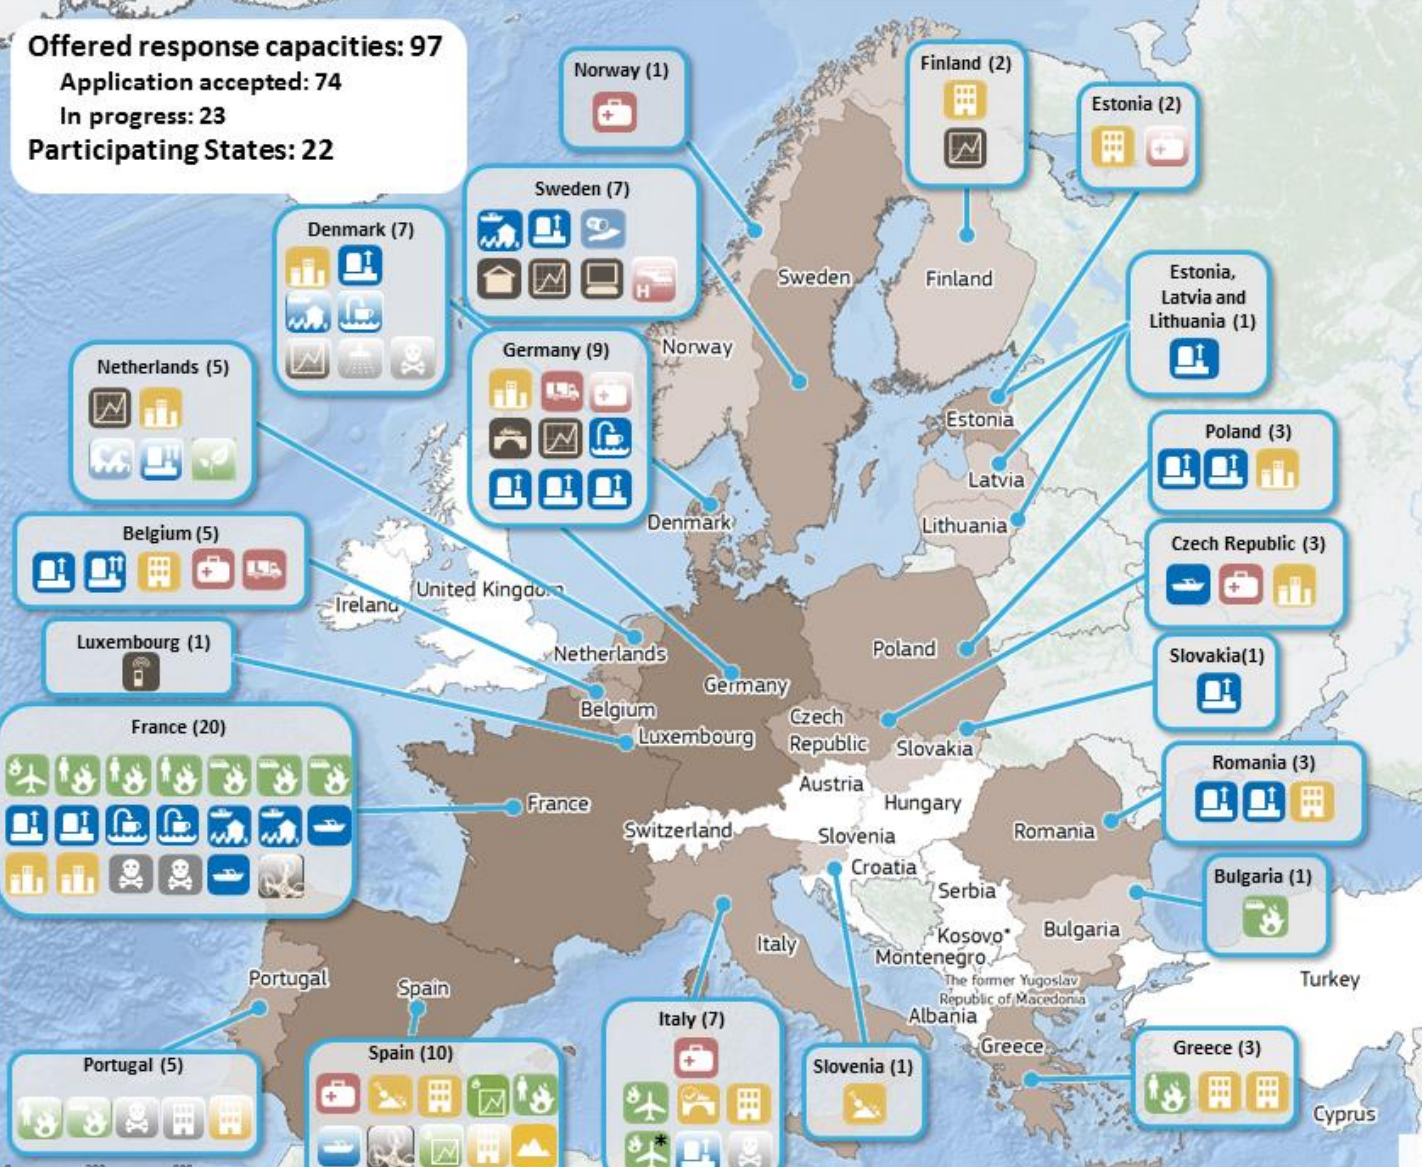 Offered response capacities: 97
Application accepted: 74
In progress: 23
Participating States: 22
Norway (1)
Finland (2)
Estonia (2)
Sweden (7)
H
Denmark (7)
Estonia,
Latvia and
Lithuania (1)
Sweden
Finland
Norway
Germany (9)
Netherlands (5)
Estonia
Poland (3)
Latvia
Denmark
Lithuania
Belgium (5)
Czech Republic (3)
United Kingdom
Ireland
Luxembourg (1)
Netherlands
Poland
Slovakia(1)
Germany
Belgium
Czech
Republic
Luxembourg
Slovakia
France (20)
Romania (3)
Austria
Hungary
France
Switzerland
Slovenia
Romania
Croatia
Bulgaria (1)
Serbia
Italy
Kosovo*
Bulgaria
Montenegro
Portugal
Spain
The former Yugoslav
Republic of Macedonia
Turkey
Albania
Italy (7)
Greece
Greece (3)
Portugal (5)
Spain (10)
Slovenia (1)
Cyprus
*